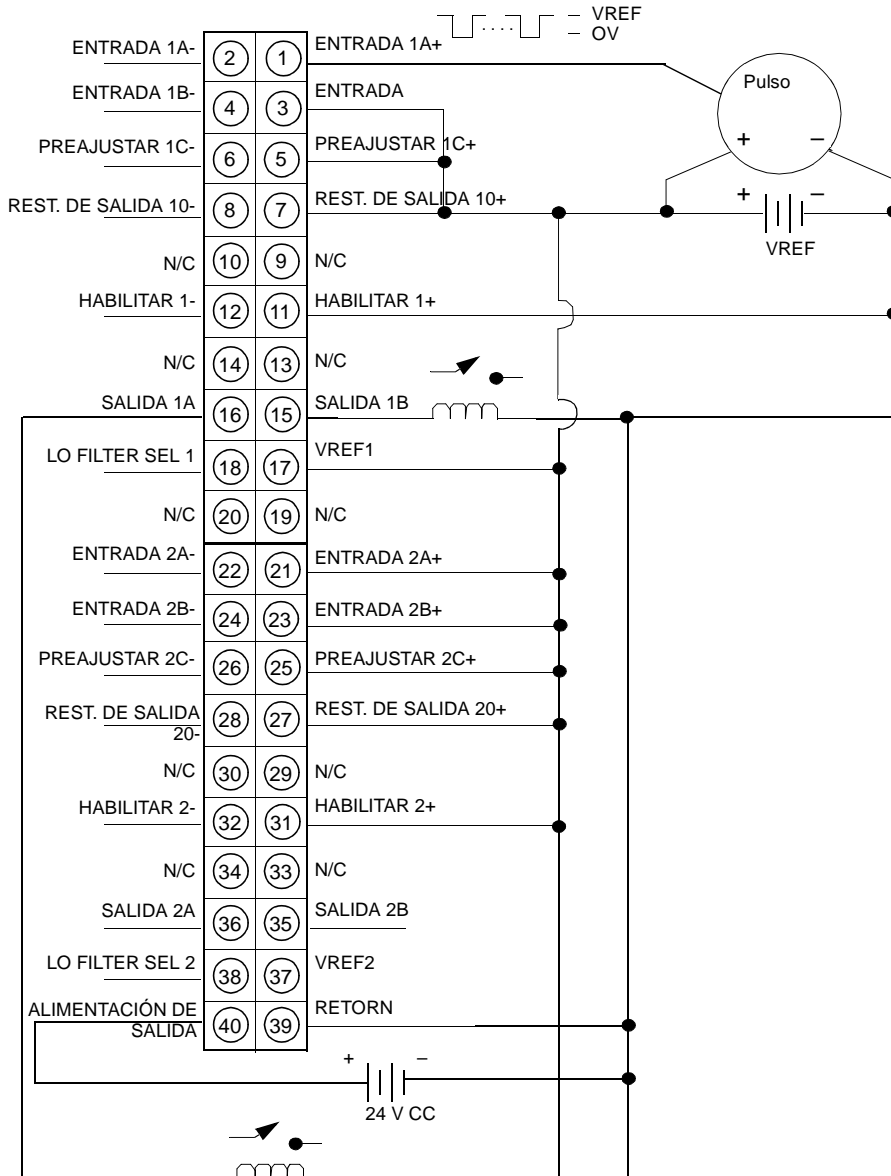 VREF
OV
ENTRADA 1A- 2 1 ENTRADA 1A+
Pulso
+ −
ENTRADA 1B- 4 3 ENTRADA
PREAJUSTAR 1C- 6 5 PREAJUSTAR 1C+
REST. DE SALIDA 10- 8 7 REST. DE SALIDA 10+
+ −
VREF
N/C 10 9 N/C
HABILITAR 1- 12 11 HABILITAR 1+
N/C 14 13 N/C
SALIDA 1A 16 15 SALIDA 1B
LO FILTER SEL 1 18 17 VREF1
N/C 20 19 N/C
ENTRADA 2A- 22 21 ENTRADA 2A+
ENTRADA 2B- 24 23 ENTRADA 2B+
PREAJUSTAR 2C- 26 25 PREAJUSTAR 2C+
REST. DE SALIDA 28 27 REST. DE SALIDA 20+
20-
N/C 30 29 N/C
HABILITAR 2- 32 31 HABILITAR 2+
N/C 34 33 N/C
SALIDA 2A 36 35 SALIDA 2B
LO FILTER SEL 2 38 37 VREF2
ALIMENTACIÓN DE 40 39 RETORN
SALIDA
+ −
24 V CC